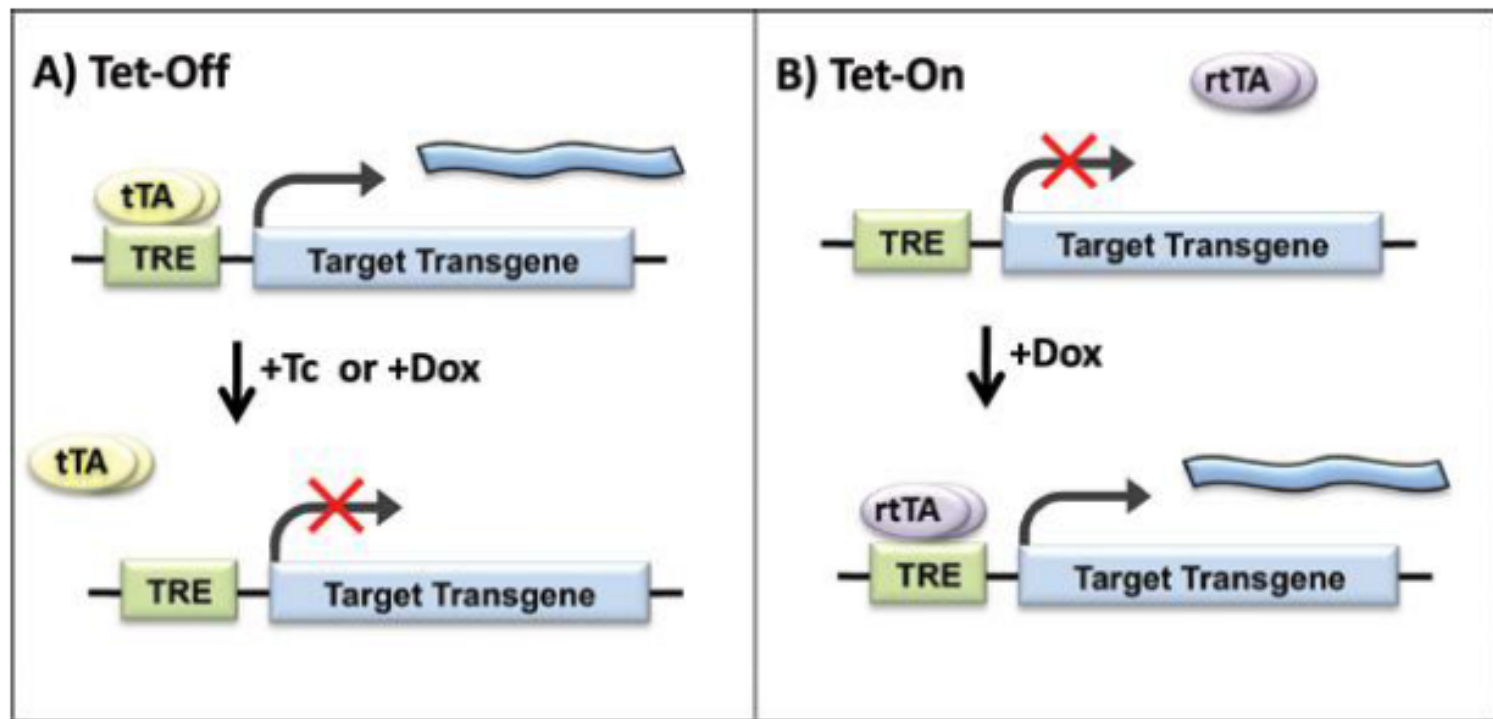 A) Tet-Off
tTA
TRE
Target Transgene
+Tc or +Dox
tTA
TRE
Target Transgene
B) Tet-On
rtTA
TRE
Target Transgene
+Dox
rtTA
TRE
Target Transgene